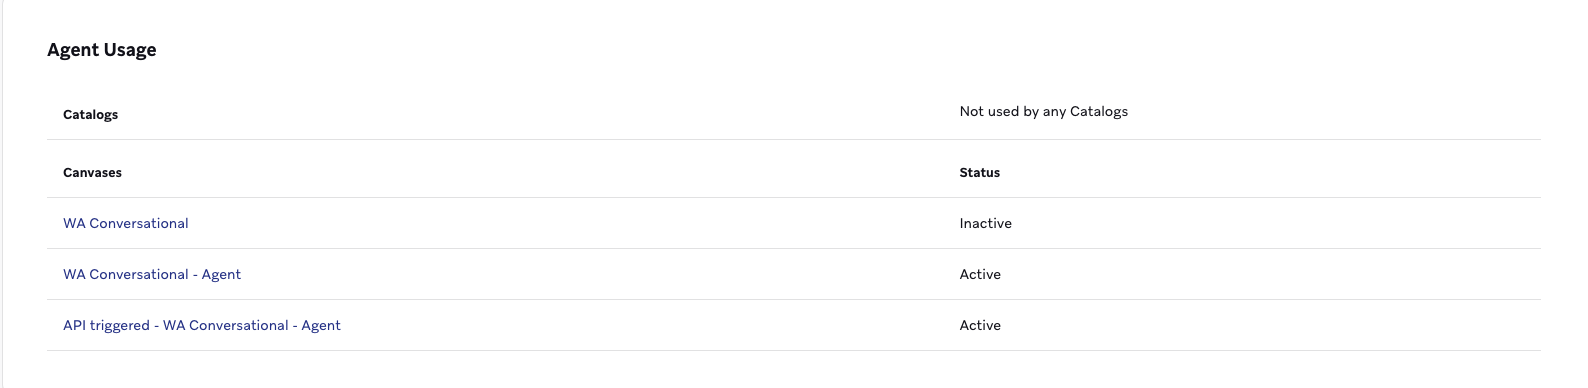 Agent Usage
Catalogs Not used by any Catalogs
Canvases Status
WA Conversational Inactive
WA Conversational - Agent Active
API triggered - WA Conversational - Agent Active